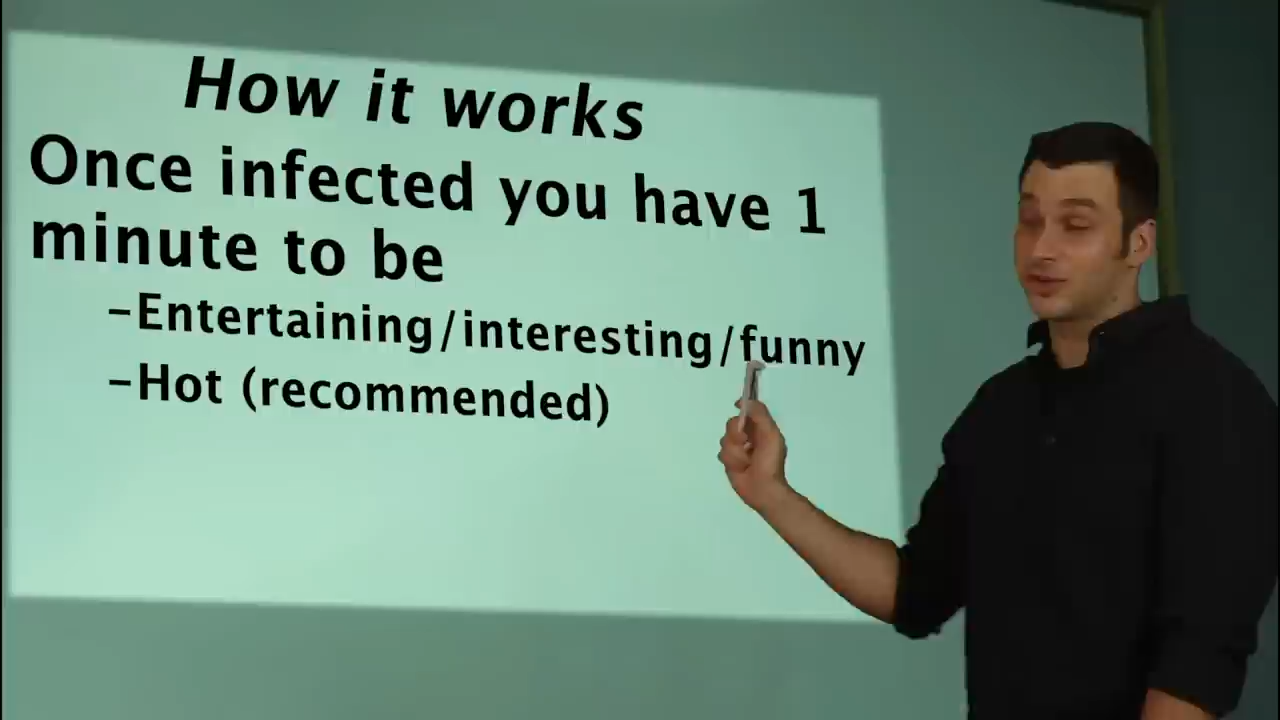 How it works
Once infected you have 1
minute to be
–Entertaining/interesting/funny
–Hot (recommended)